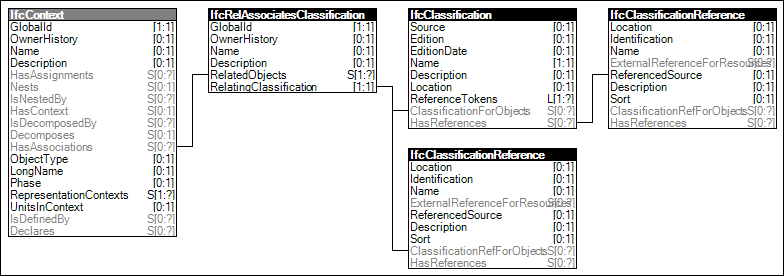 IfcContext
GlobalId [1:1]
OwnerHistory [0:1]
Name [0:1]
Description [0:1]
HasAssignments S[0:?]
Nests S[0:?]
IsNestedBy S[0:?]
HasContext S[0:?]
IsDecomposedBy S[0:?]
Decomposes S[0:?]
HasAssociations S[0:?]
ObjectType [0:1]
LongName [0:1]
Phase [0:1]
RepresentationContexts S[1:?]
UnitsInContext [0:1]
IsDefinedBy S[0:?]
Declares S[0:?]
IfcRelAssociatesClassification
GlobalId [1:1]
OwnerHistory [0:1]
Name [0:1]
Description [0:1]
RelatedObjects S[1:?]
RelatingClassification [1:1]
IfcClassification
Source [0:1]
Edition [0:1]
EditionDate [0:1]
Name [1:1]
Description [0:1]
Location [0:1]
ReferenceTokens L[1:?]
ClassificationForObjects S[0:?]
HasReferences S[0:?]
IfcClassificationReference
Location [0:1]
Identification [0:1]
Name [0:1]
ExternalReferenceForResources S[0:?]
ReferencedSource [0:1]
Description [0:1]
Sort [0:1]
ClassificationRefForObjects S[0:?]
HasReferences S[0:?]
IfcClassificationReference
Location [0:1]
Identification [0:1]
Name [0:1]
ExternalReferenceForResources S[0:?]
ReferencedSource [0:1]
Description [0:1]
Sort [0:1]
ClassificationRefForObjects S[0:?]
HasReferences S[0:?]